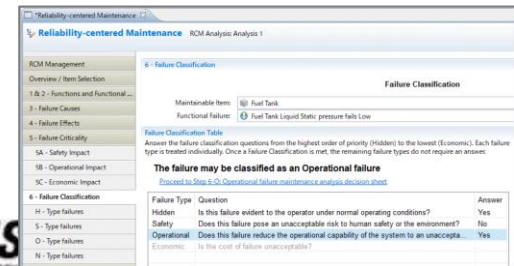 *Reliability-centered Maintenance
Reliability-centered Maintenance RCM Analysis: Analysis 1
RCM Management
Overview / Item Selection
1 & 2 - Functions and Functional ...
3 - Failure Causes
4 - Failure Effects
5 - Failure Criticality
5A - Safety Impact
5B - Operational Impact
5C - Economic Impact
6 - Failure Classification
H - Type failures
S - Type failures
O - Type failures
N - Type failures
6 - Failure Classification
Failure Classification
Maintainable Item: Fuel Tank
Functional Failure: Fuel Tank Liquid Static pressure fails Low
Failure Classification Table
Answer the failure classification questions from the highest order of priority (Hidden) to the lowest (Economic). Each failure
type is treated individually. Once a Failure Classification is met, the remaining failure types do not require an answer.
The failure may be classified as an Operational failure
Proceed to Step 6-O: Operational failure maintenance analysis decision sheet
Failure Type Question Answer
Hidden Is this failure evident to the operator under normal operating conditions? Yes
Safety Does this failure pose an unacceptable risk to human safety or the environment? No
Operational Does this failure reduce the operational capability of the system to an unaccepta... Yes
Economic Is the cost of failure unacceptable?
S